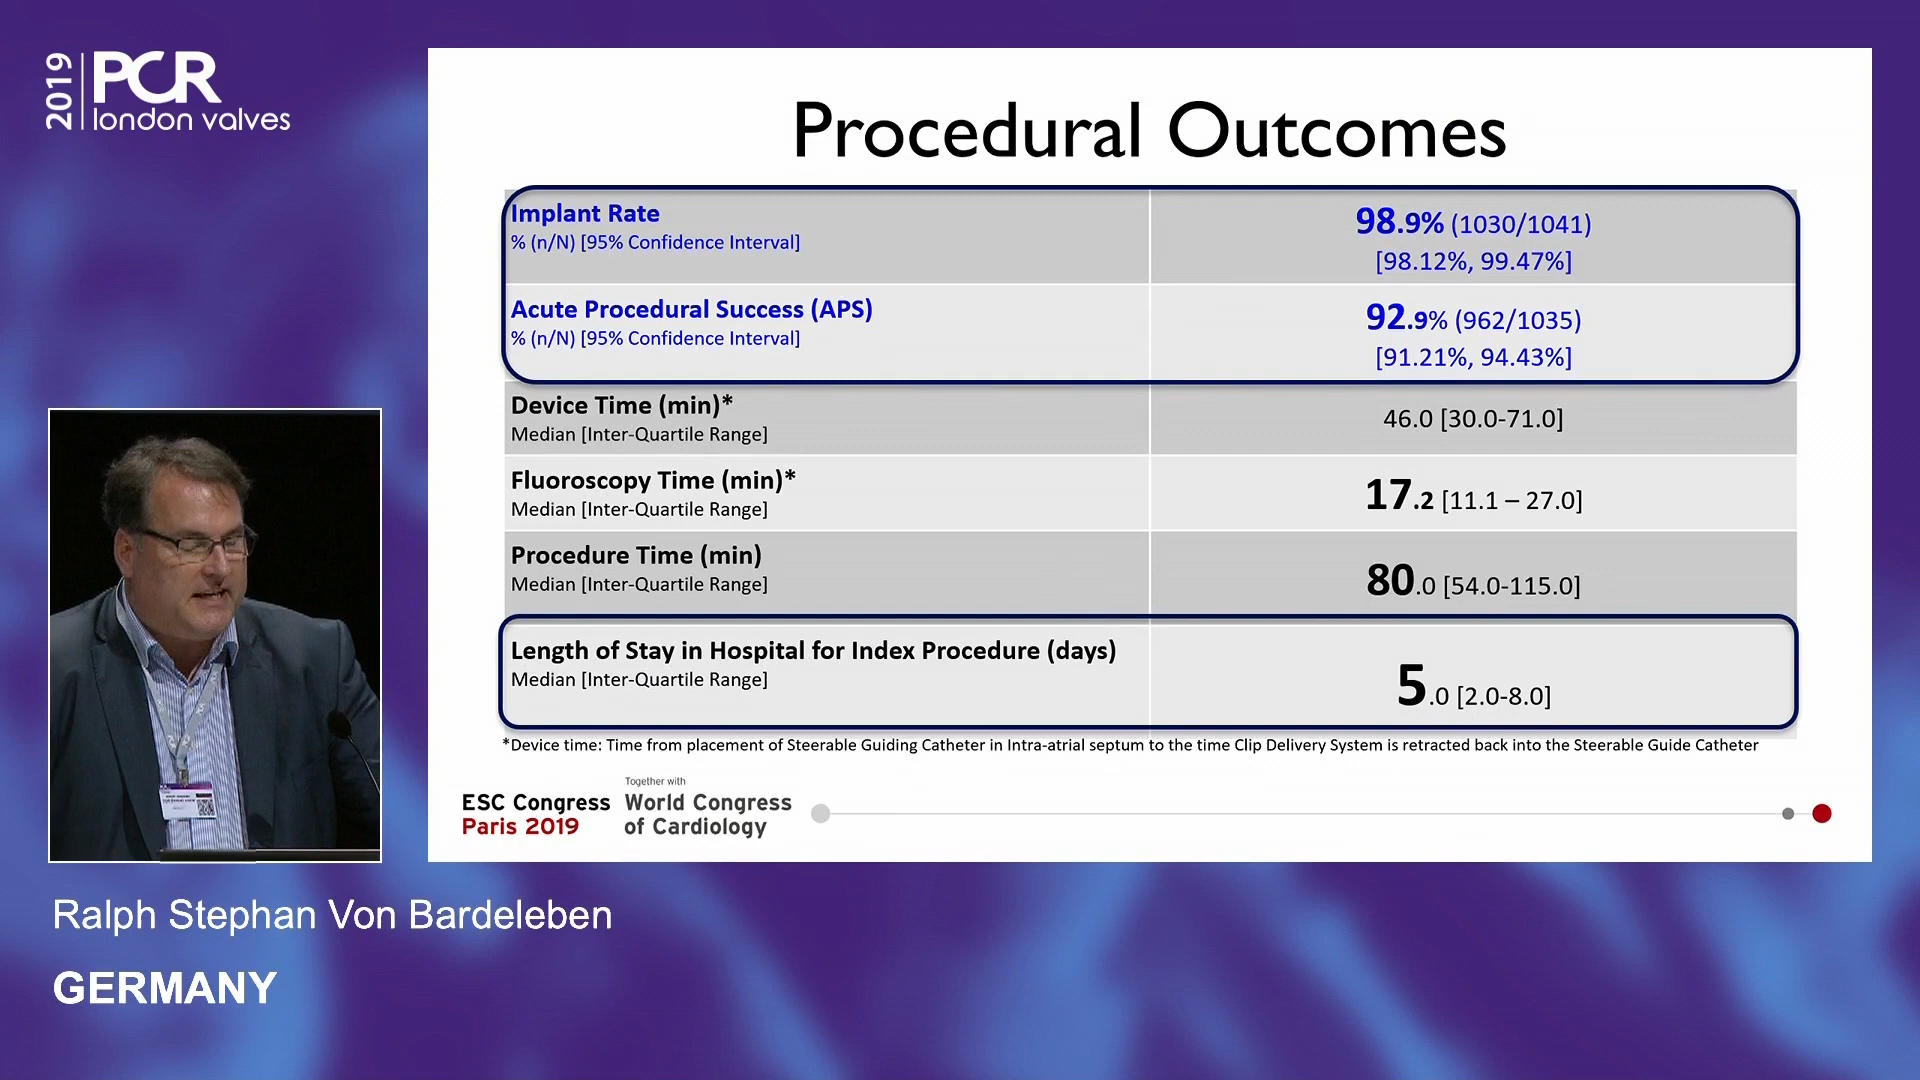 2019
PCR
london valves
Procedural Outcomes
Implant Rate
% (n/N) [95% Confidence Interval]
98.9% (1030/1041)
[98.12%, 99.47%]
Acute Procedural Success (APS)
% (n/N) [95% Confidence Interval]
92.9% (962/1035)
[91.21%, 94.43%]
Device Time (min)*
Median [Inter-Quartile Range]
46.0 [30.0-71.0]
Fluoroscopy Time (min)*
Median [Inter-Quartile Range]
17.2 [11.1 – 27.0]
Procedure Time (min)
Median [Inter-Quartile Range]
80.0 [54.0-115.0]
Length of Stay in Hospital for Index Procedure (days)
Median [Inter-Quartile Range]
5.0 [2.0-8.0]
*Device time: Time from placement of Steerable Guiding Catheter in Intra-atrial septum to the time Clip Delivery System is retracted back into the Steerable Guide Catheter
ESC Congress
Paris 2019
Together with
World Congress
of Cardiology
Ralph Stephan Von Bardeleben
GERMANY